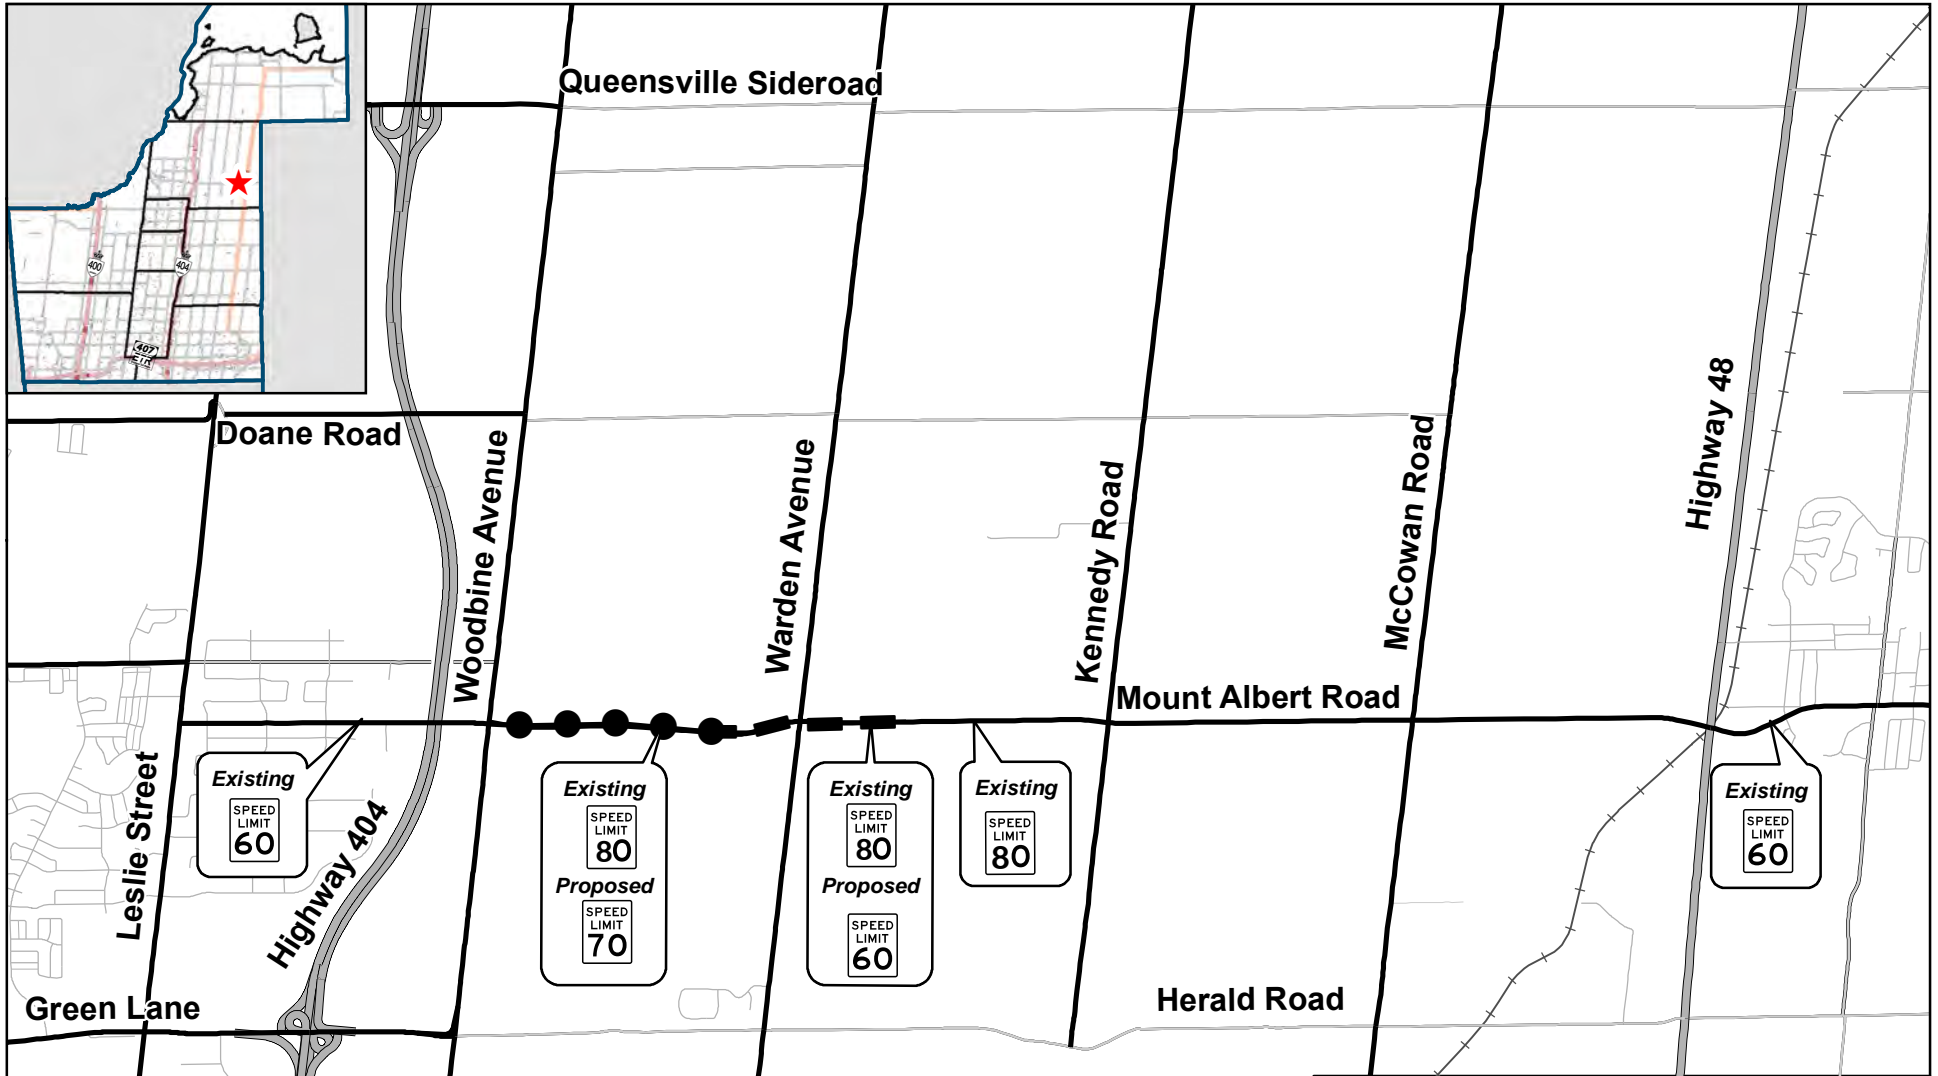 Queensville Sideroad
400
404
407
ETR
Doane Road
Woodbine Avenue
Warden Avenue
Kennedy Road
McCowan Road
Highway 48
Mount Albert Road
Leslie Street
Highway 404
Existing
SPEED
LIMIT
60
Existing
SPEED
LIMIT
80
Proposed
SPEED
LIMIT
70
Existing
SPEED
LIMIT
80
Proposed
SPEED
LIMIT
60
Existing
SPEED
LIMIT
80
Existing
SPEED
LIMIT
60
Green Lane
Herald Road